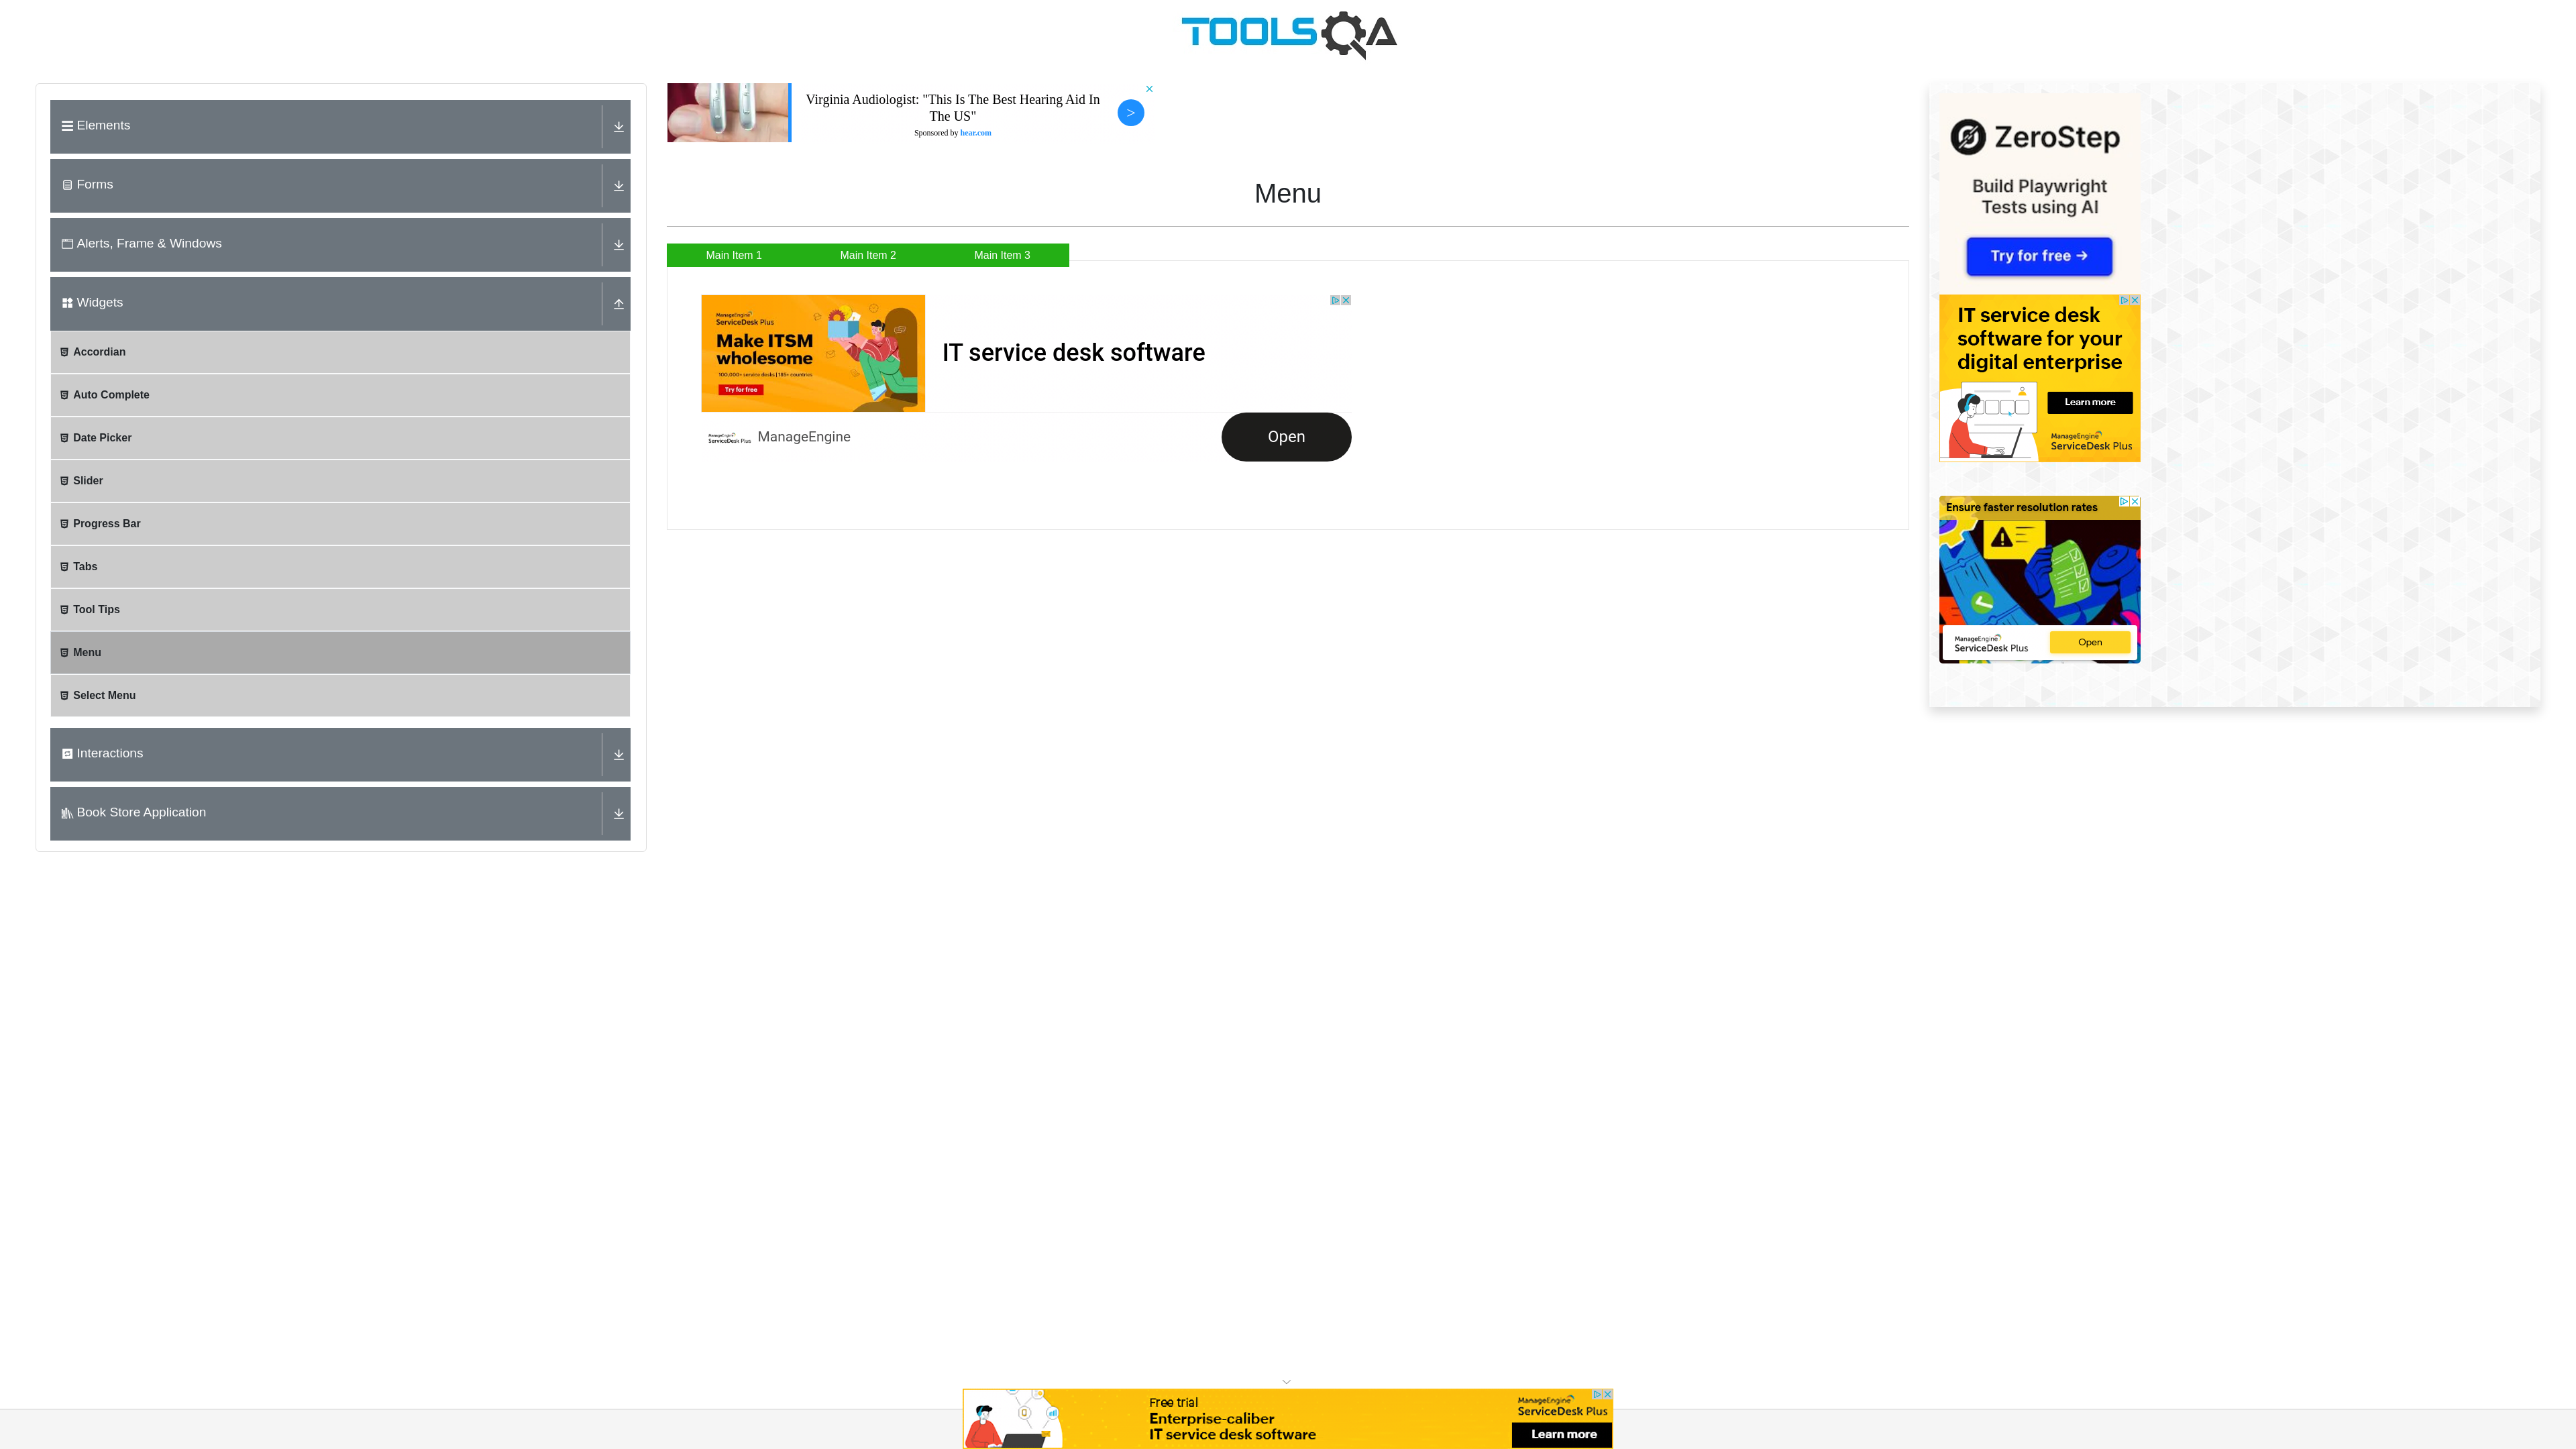 TOOLSQA
Elements
Forms
Alerts, Frame & Windows
Widgets
Accordian
Auto Complete
Date Picker
Slider
Progress Bar
Tabs
Tool Tips
Menu
Select Menu
Interactions
Book Store Application
Virginia Audiologist: "This Is The Best Hearing Aid In
The US"
Sponsored by hear.com
>
Menu
Main Item 1
Main Item 2
Main Item 3
ManageEngine
ServiceDesk Plus
Make ITSM
wholesome
100,000+ service desks | 185+ countries
Try for free
IT service desk software
ManageEngine
ServiceDesk Plus
ManageEngine
Open
ZeroStep
Build Playwright
Tests using AI
Try for free →
IT service desk
software for your
digital enterprise
Learn more
ManageEngine
ServiceDesk Plus
Ensure faster resolution rates
ManageEngine
ServiceDesk Plus
Open
Free trial
Enterprise-caliber
IT service desk software
ManageEngine
ServiceDesk Plus
Learn more